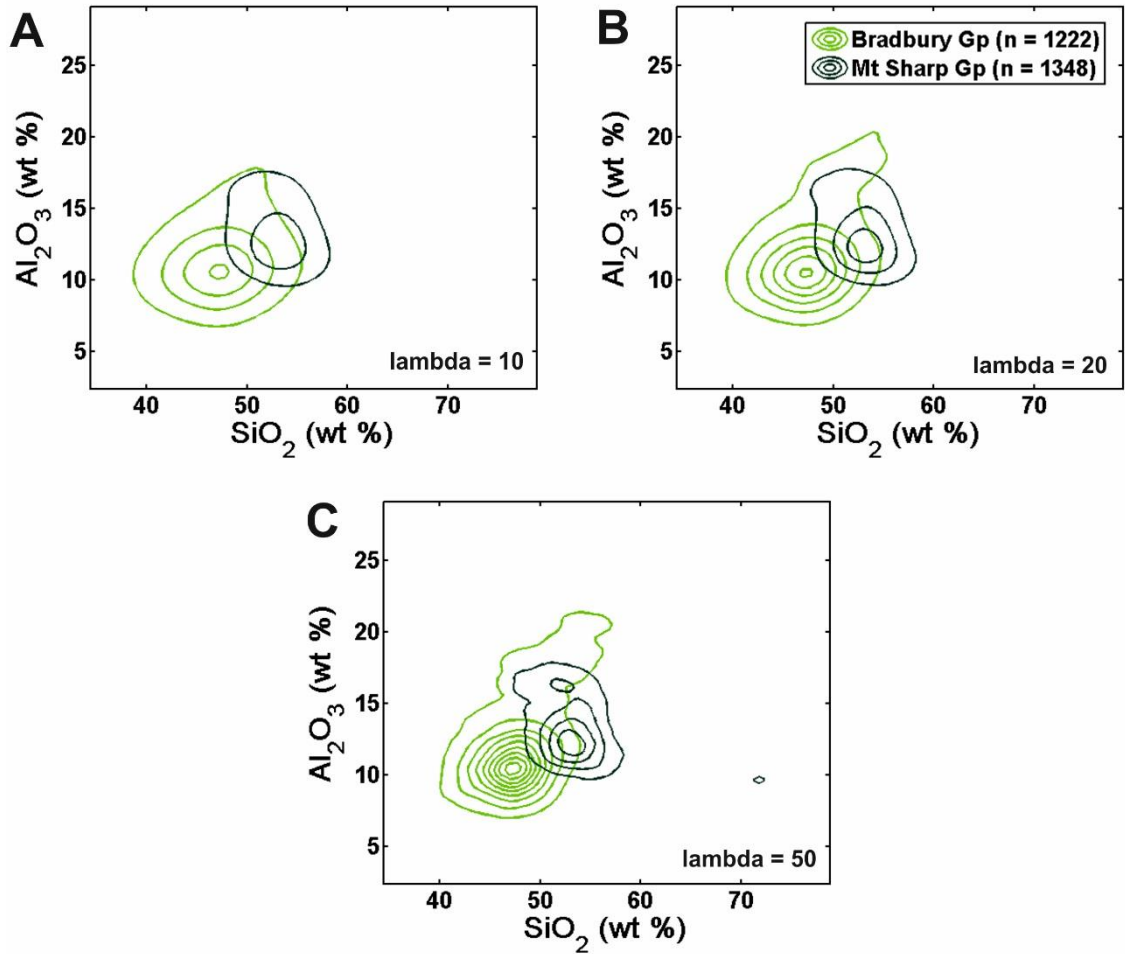 A
Al₂O₃ (wt %)
25
20
15
10
5
lambda = 10
40 50 60 70
SiO₂ (wt %)
B
Bradbury Gp (n = 1222)
Mt Sharp Gp (n = 1348)
Al₂O₃ (wt %)
25
20
15
10
5
lambda = 20
40 50 60 70
SiO₂ (wt %)
C
Al₂O₃ (wt %)
25
20
15
10
5
lambda = 50
40 50 60 70
SiO₂ (wt %)